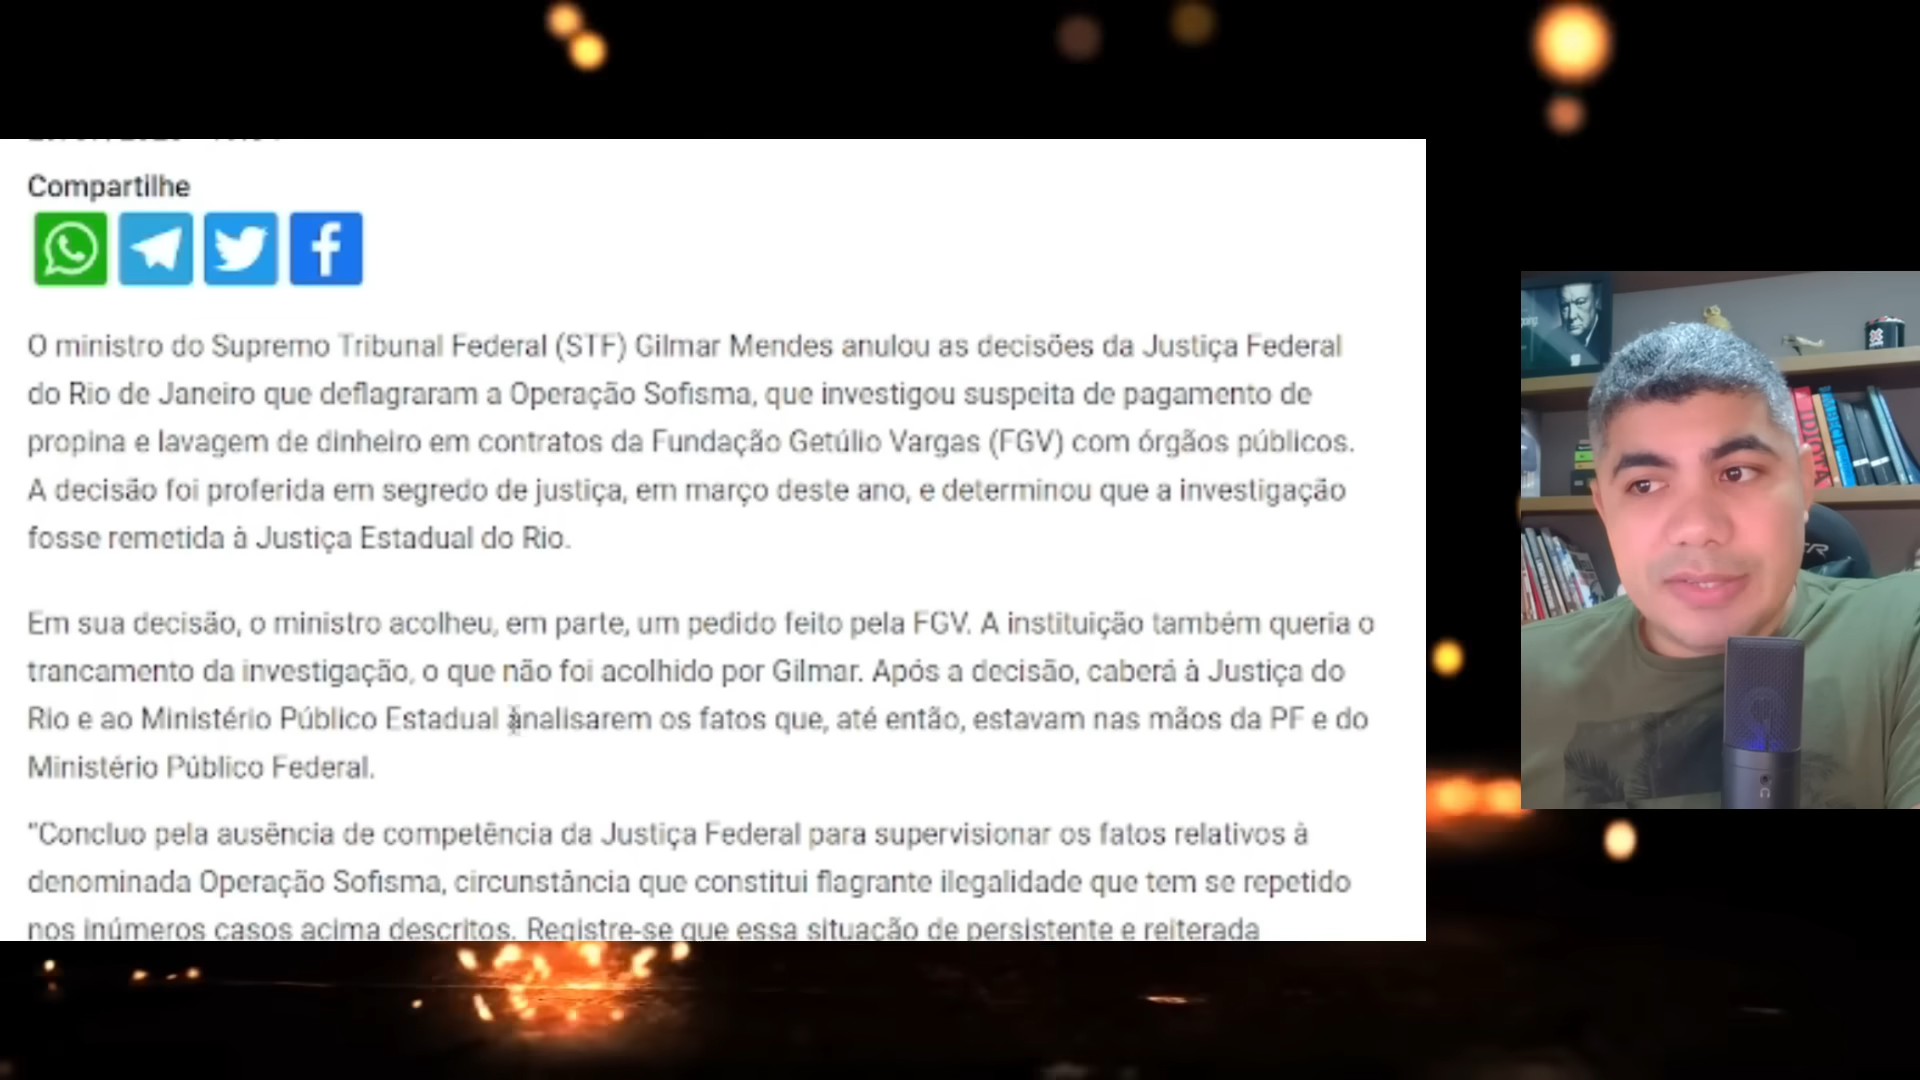 Compartilhe
O ministro do Supremo Tribunal Federal (STF) Gilmar Mendes anulou as decisões da Justiça Federal
do Rio de Janeiro que deflagraram a Operação Sofisma, que investigou suspeita de pagamento de
propina e lavagem de dinheiro em contratos da Fundação Getúlio Vargas (FGV) com órgãos públicos.
A decisão foi proferida em segredo de justiça, em março deste ano, e determinou que a investigação
fosse remetida à Justiça Estadual do Rio.
Em sua decisão, o ministro acolheu, em parte, um pedido feito pela FGV. A instituição também queria o
trancamento da investigação, o que não foi acolhido por Gilmar. Após a decisão, caberá à Justiça do
Rio e ao Ministério Público Estadual analisarem os fatos que, até então, estavam nas mãos da PF e do
Ministério Público Federal.
"Concluo pela ausência de competência da Justiça Federal para supervisionar os fatos relativos à
denominada Operação Sofisma, circunstância que constitui flagrante ilegalidade que tem se repetido
nos inúmeros casos acima descritos. Registre-se que essa situação de persistente e reiterada